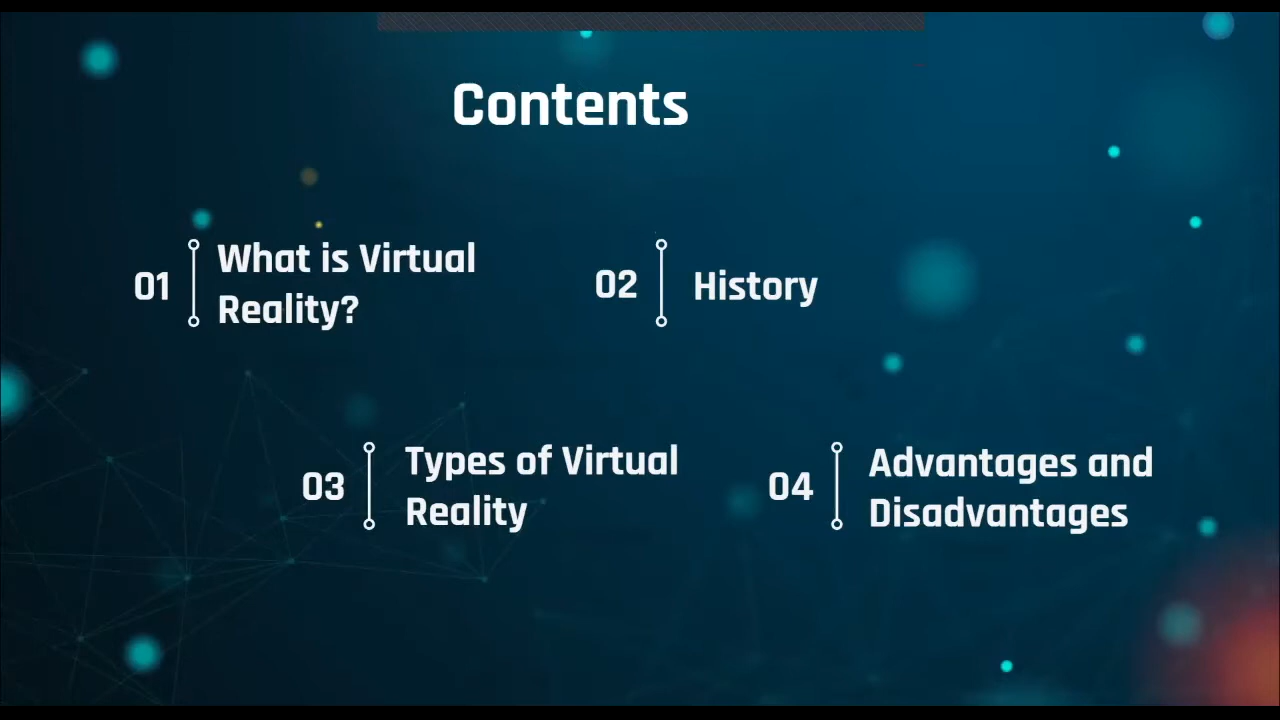 Contents
01
What is Virtual
Reality?
02
History
03
Types of Virtual
Reality
04
Advantages and
Disadvantages